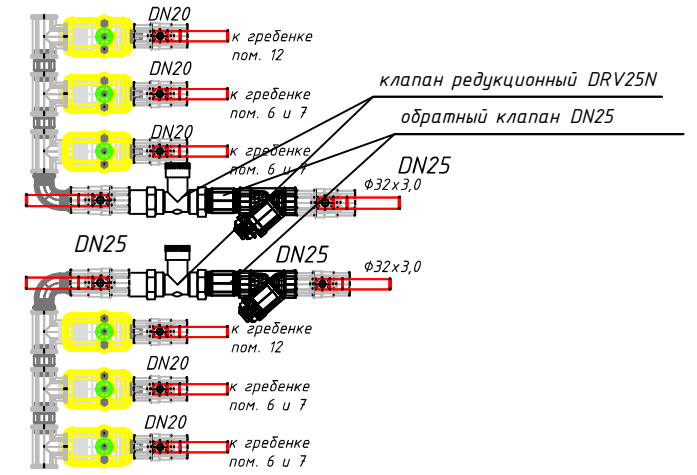 DN20
к гребенке
пом. 12
DN20
к гребенке
пом. 6 и 7
клапан редукционный DRV25N
обратный клапан DN25
DN20
к гребенке
пом. 6 и 7
DN25
Ф32х3,0
DN25
DN25
Ф32х3,0
к гребенке
пом. 12
DN20
к гребенке
пом. 6 и 7
DN20
к гребенке
пом. 6 и 7